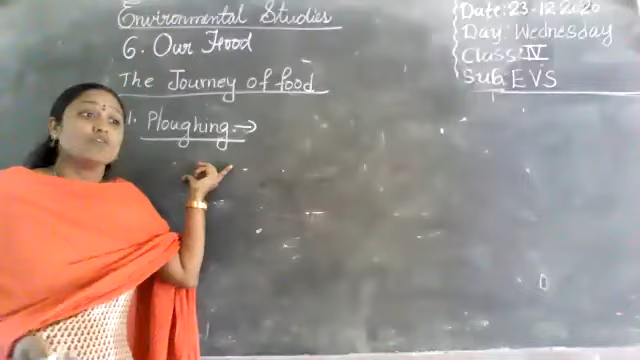 Environmental Studies
6. Our Food
The Journey of food
1. Ploughing →
Date: 23.12.2020
Day: Wednesday
Class: IV
Sub: EVS